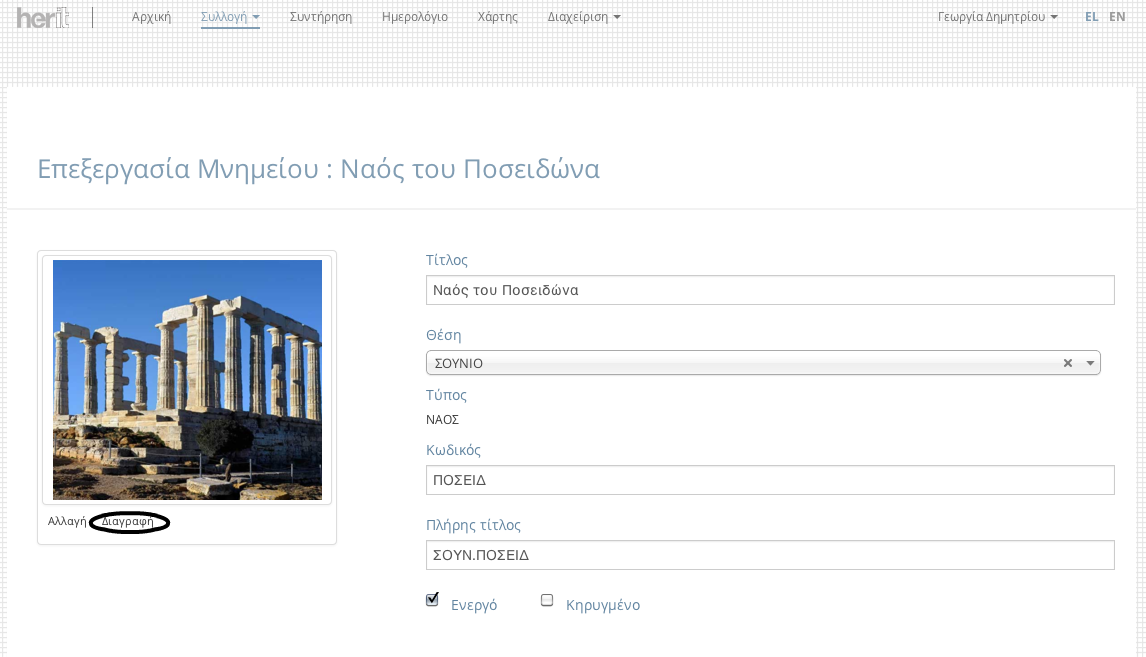 herit Αρχική Συλλογή Συντήρηση Ημερολόγιο Χάρτης Διαχείριση Γεωργία Δημητρίου EL EN
Επεξεργασία Μνημείου : Ναός του Ποσειδώνα
Τίτλος
Ναός του Ποσειδώνα
Θέση
ΣΟΥΝΙΟ
Τύπος
ΝΑΟΣ
Κωδικός
ΠΟΣΕΙΔ
Πλήρης τίτλος
ΣΟΥΝ.ΠΟΣΕΙΔ
Ενεργό Κηρυγμένο
Αλλαγή Διαγραφή